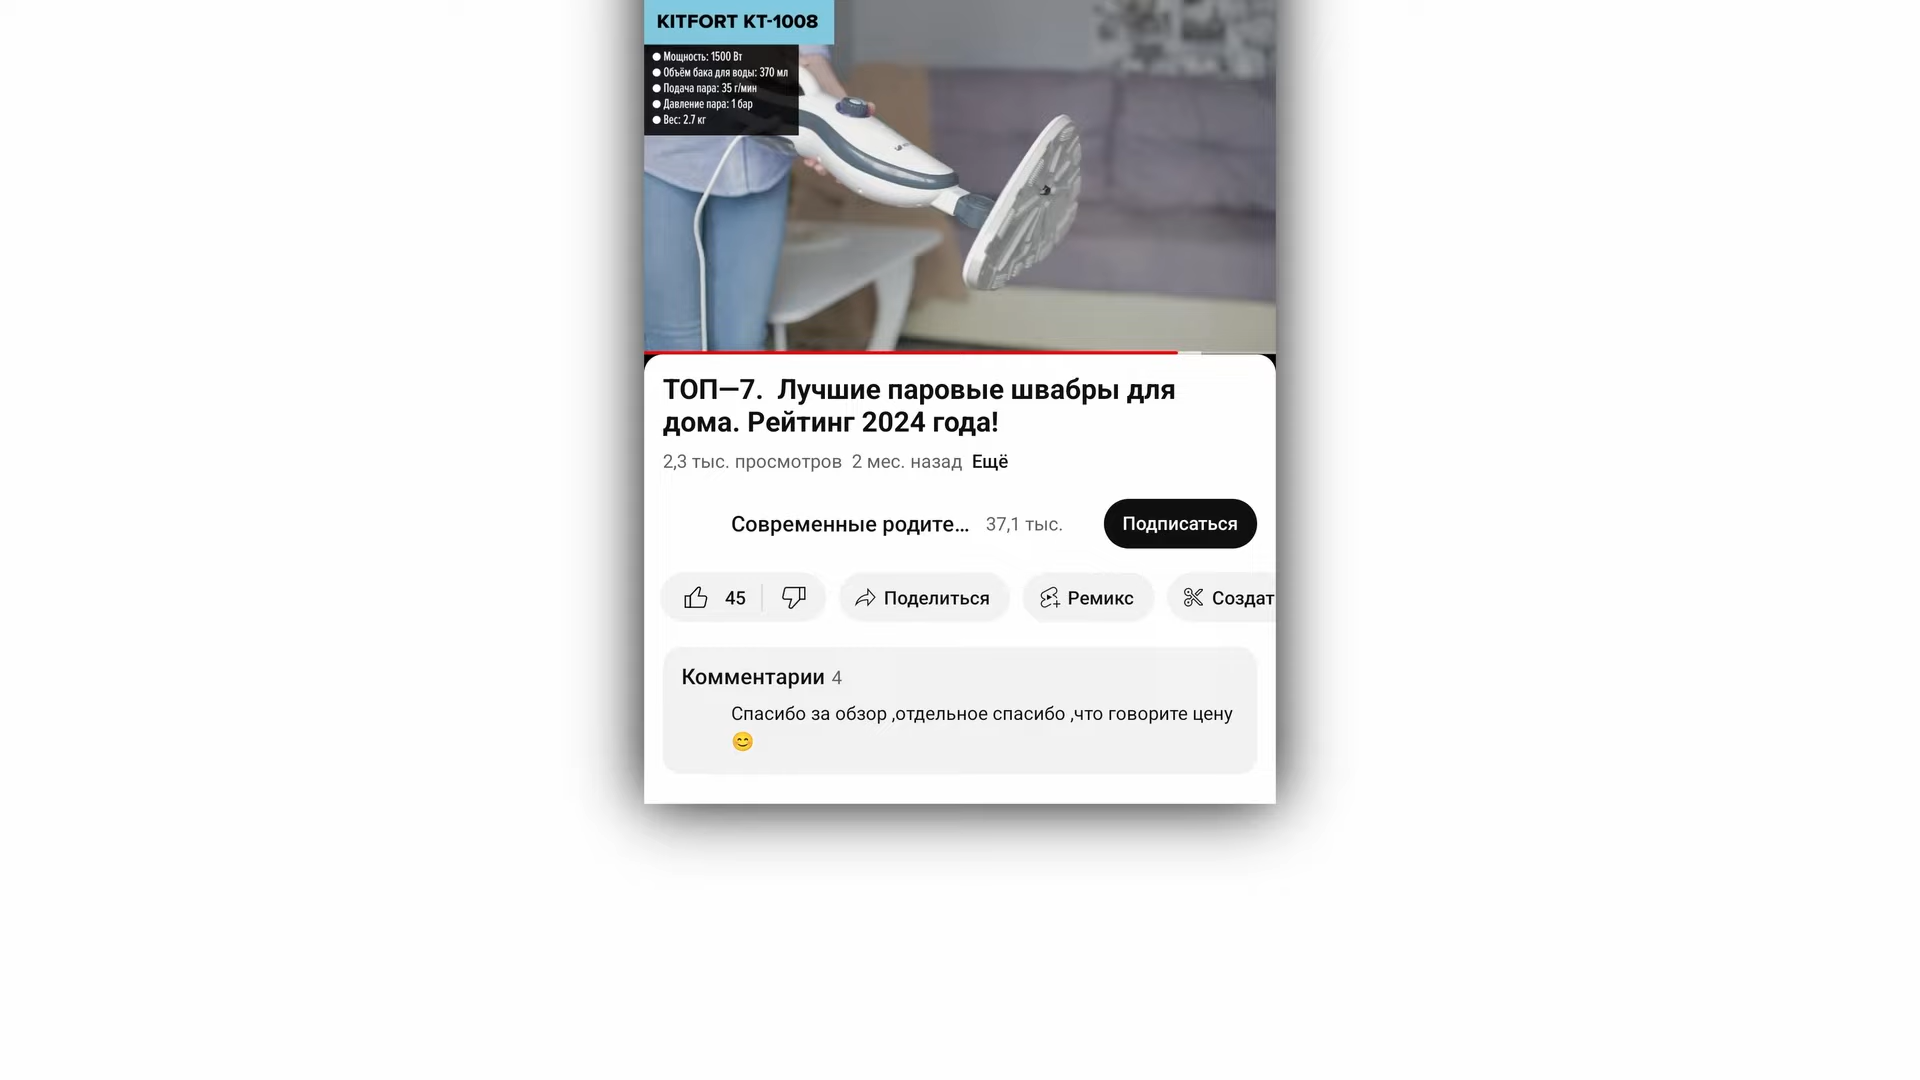 KITFORT KT-1008
● Мощность: 1500 Вт
● Объём бака для воды: 370 мл
● Подача пара: 35 г/мин
● Давление пара: 1 бар
● Вес: 2.7 кг
ТОП—7. Лучшие паровые швабры для
дома. Рейтинг 2024 года!
2,3 тыс. просмотров 2 мес. назад Ещё
Современные родите... 37,1 тыс. Подписаться
45 Поделиться Ремикс Создат
Комментарии 4
Спасибо за обзор ,отдельное спасибо ,что говорите цену
😊